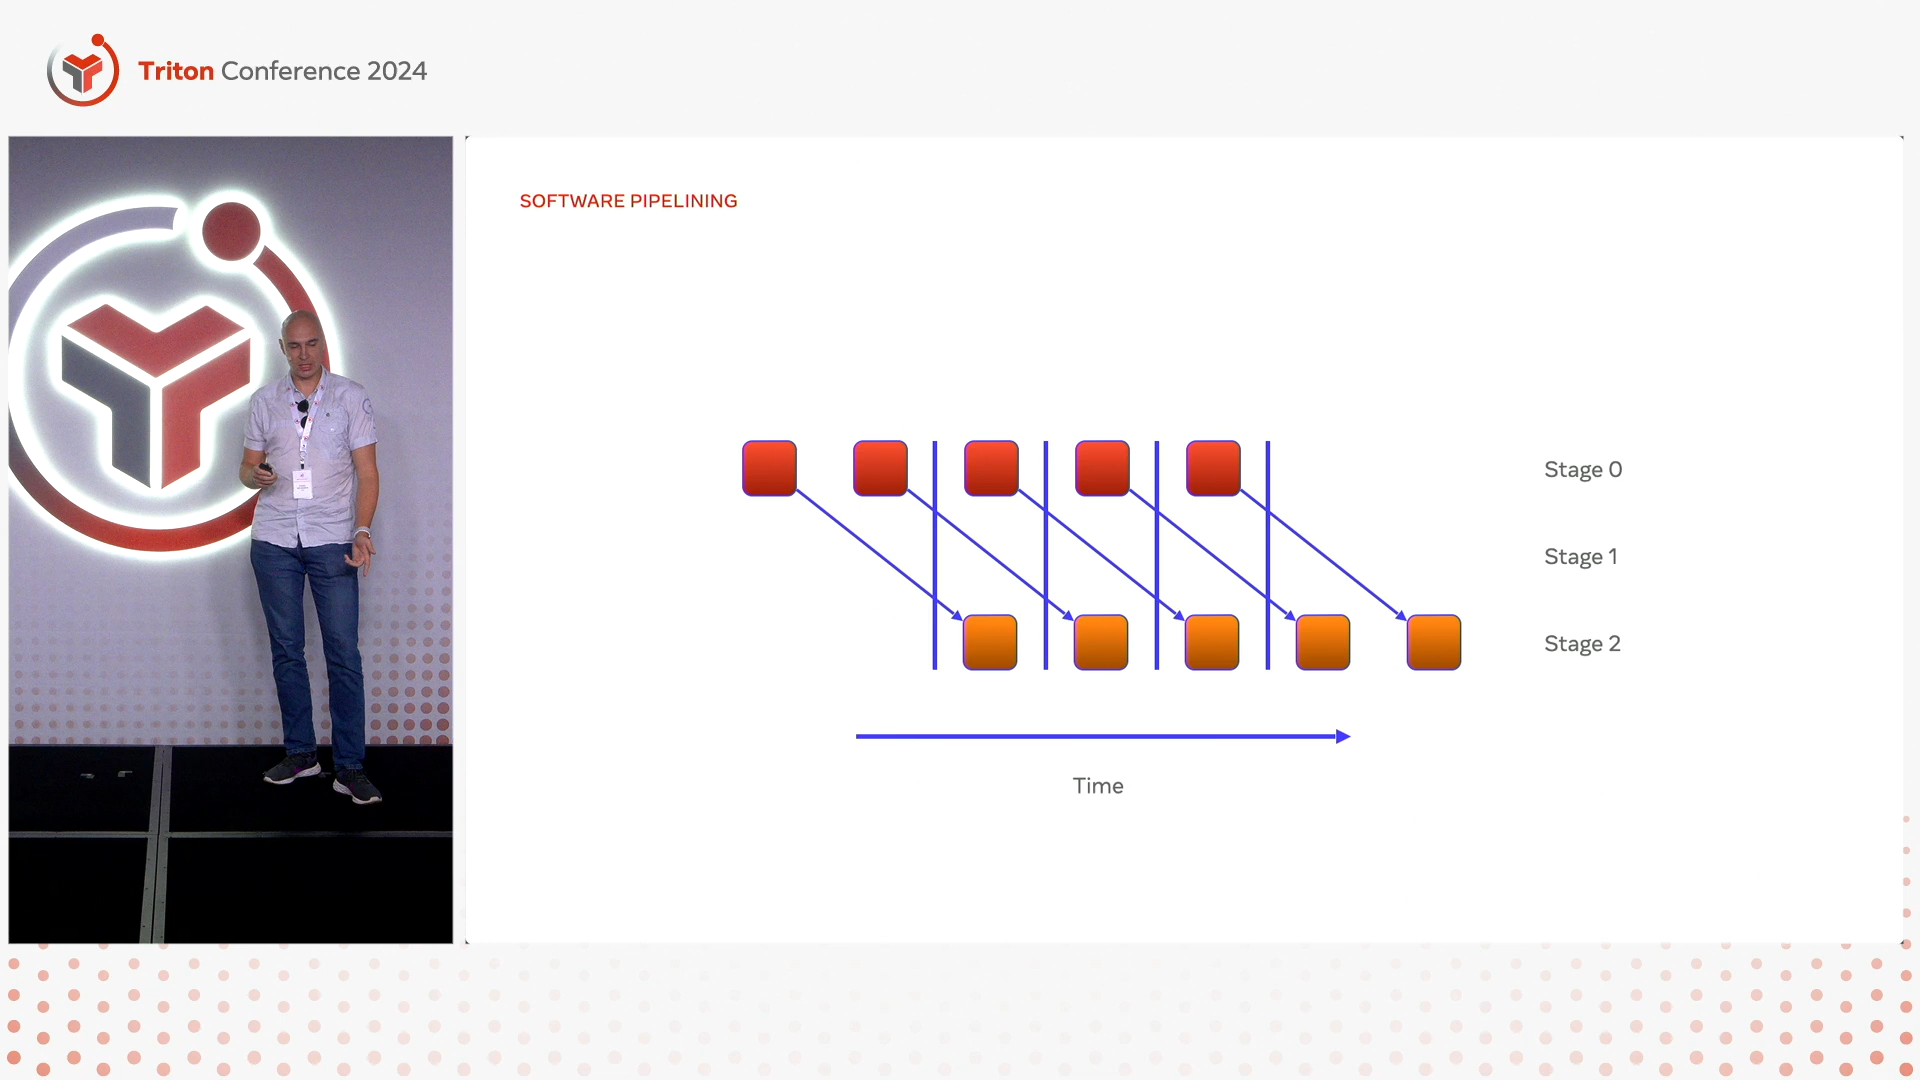 Triton Conference 2024
SOFTWARE PIPELINING
Stage 0
Stage 1
Stage 2
Time